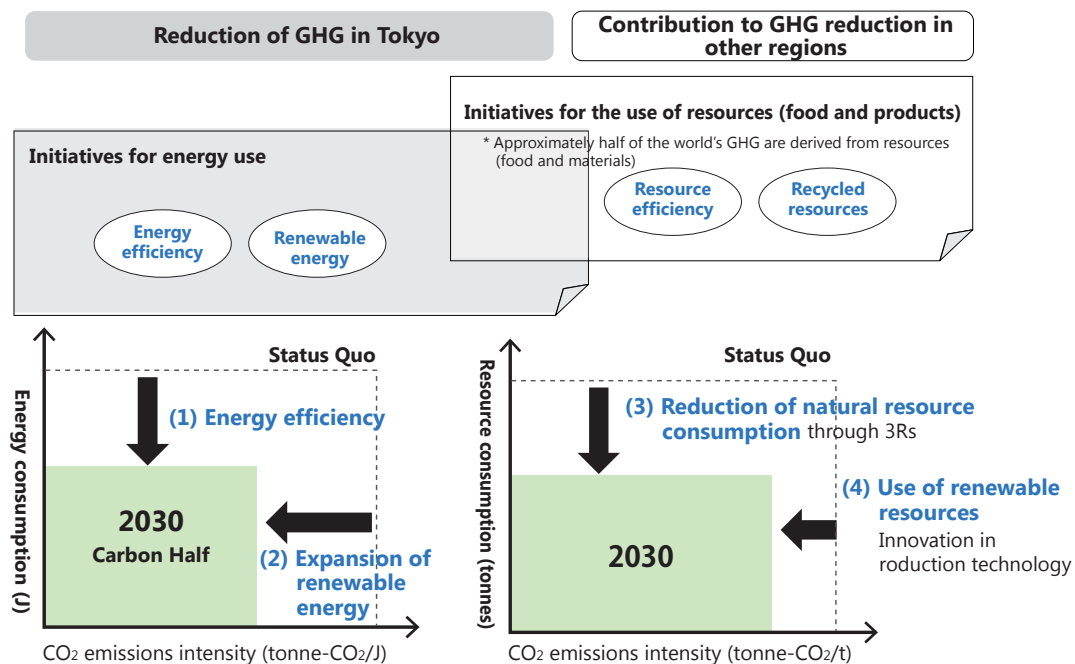 Reduction of GHG in Tokyo
Contribution to GHG reduction in
other regions
Initiatives for the use of resources (food and products)
* Approximately half of the world's GHG are derived from resources
(food and materials)
Resource
efficiency
Recycled
resources
Initiatives for energy use
Energy
efficiency
Renewable
energy
Energy consumption (J)
Status Quo
(1) Energy efficiency
2030
Carbon Half
(2) Expansion of
renewable
energy
CO2 emissions intensity (tonne-CO2/J)
Resource consumption (tonnes)
Status Quo
(3) Reduction of natural resource
consumption through 3Rs
(4) Use of renewable
resources
Innovation in
roduction technology
2030
CO2 emissions intensity (tonne-CO2/t)